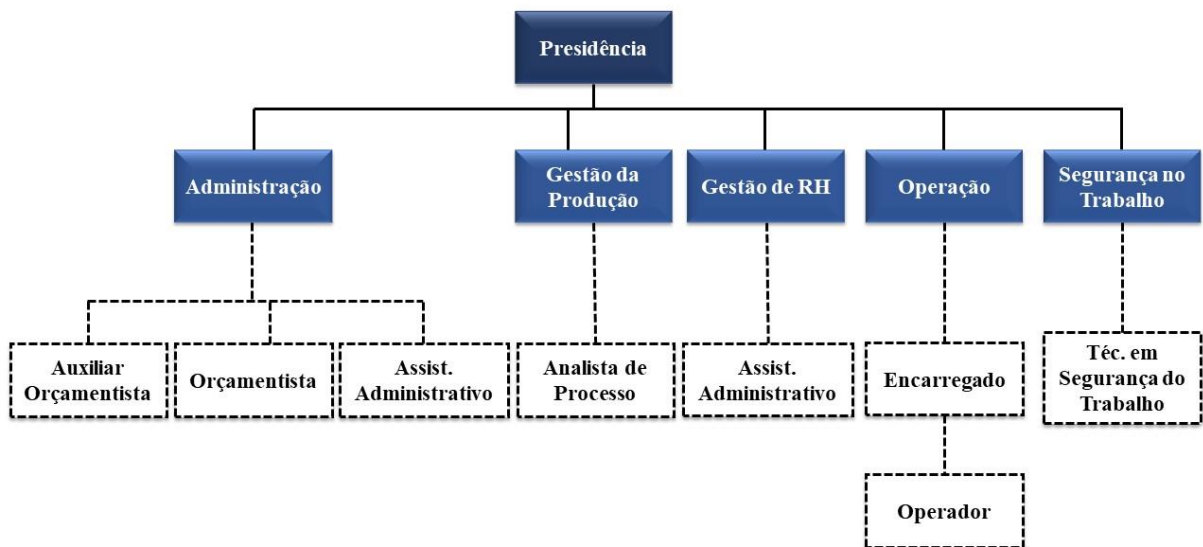 Presidência
Administração
Gestão da
Produção
Gestão de RH
Operação
Segurança no
Trabalho
Auxiliar
Orçamentista
Orçamentista
Assist.
Administrativo
Analista de
Processo
Assist.
Administrativo
Encarregado
Téc. em
Segurança do
Trabalho
Operador